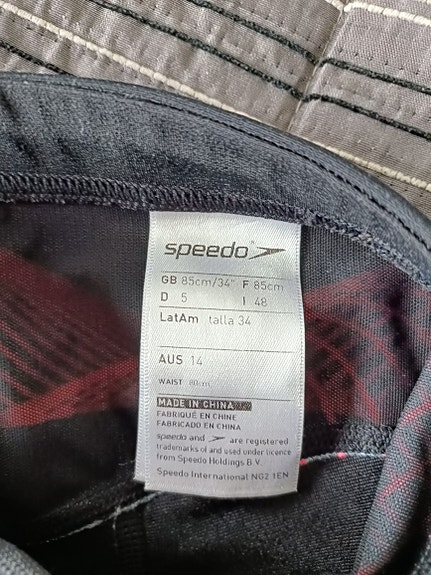 speedo
GB 85cm/34" F 85cm
D 5 I 48
LatAm talla 34
AUS 14
WAIST 80cm
MADE IN CHINA
FABRIQUÉ EN CHINE
FABRICADO EN CHINA
speedo and are registered
trademarks of and used under licence
from Speedo Holdings B.V.
Speedo International NG2 1EN